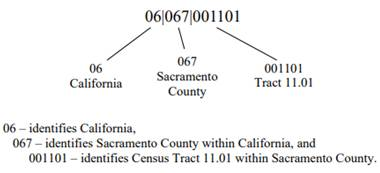 06|067|001101
06
California
067
Sacramento
County
001101
Tract 11.01
06 – identifies California,
067 – identifies Sacramento County within California, and
001101 – identifies Census Tract 11.01 within Sacramento County.